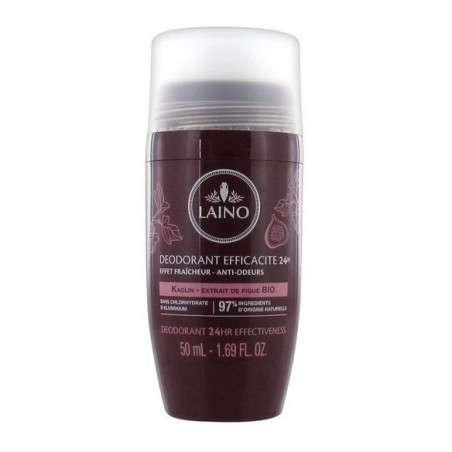 LAINO
DEODORANT EFFICACITE 24H
EFFET FRAÎCHEUR - ANTI-ODEURS
KAOLIN - EXTRAIT DE FIGUE BIO
SANS CHLORHYDRATE
D'ALUMINIUM
97% INGRÉDIENTS
D'ORIGINE NATURELLE
DEODORANT 24HR EFFECTIVENESS
50 mL - 1.69 FL. OZ.